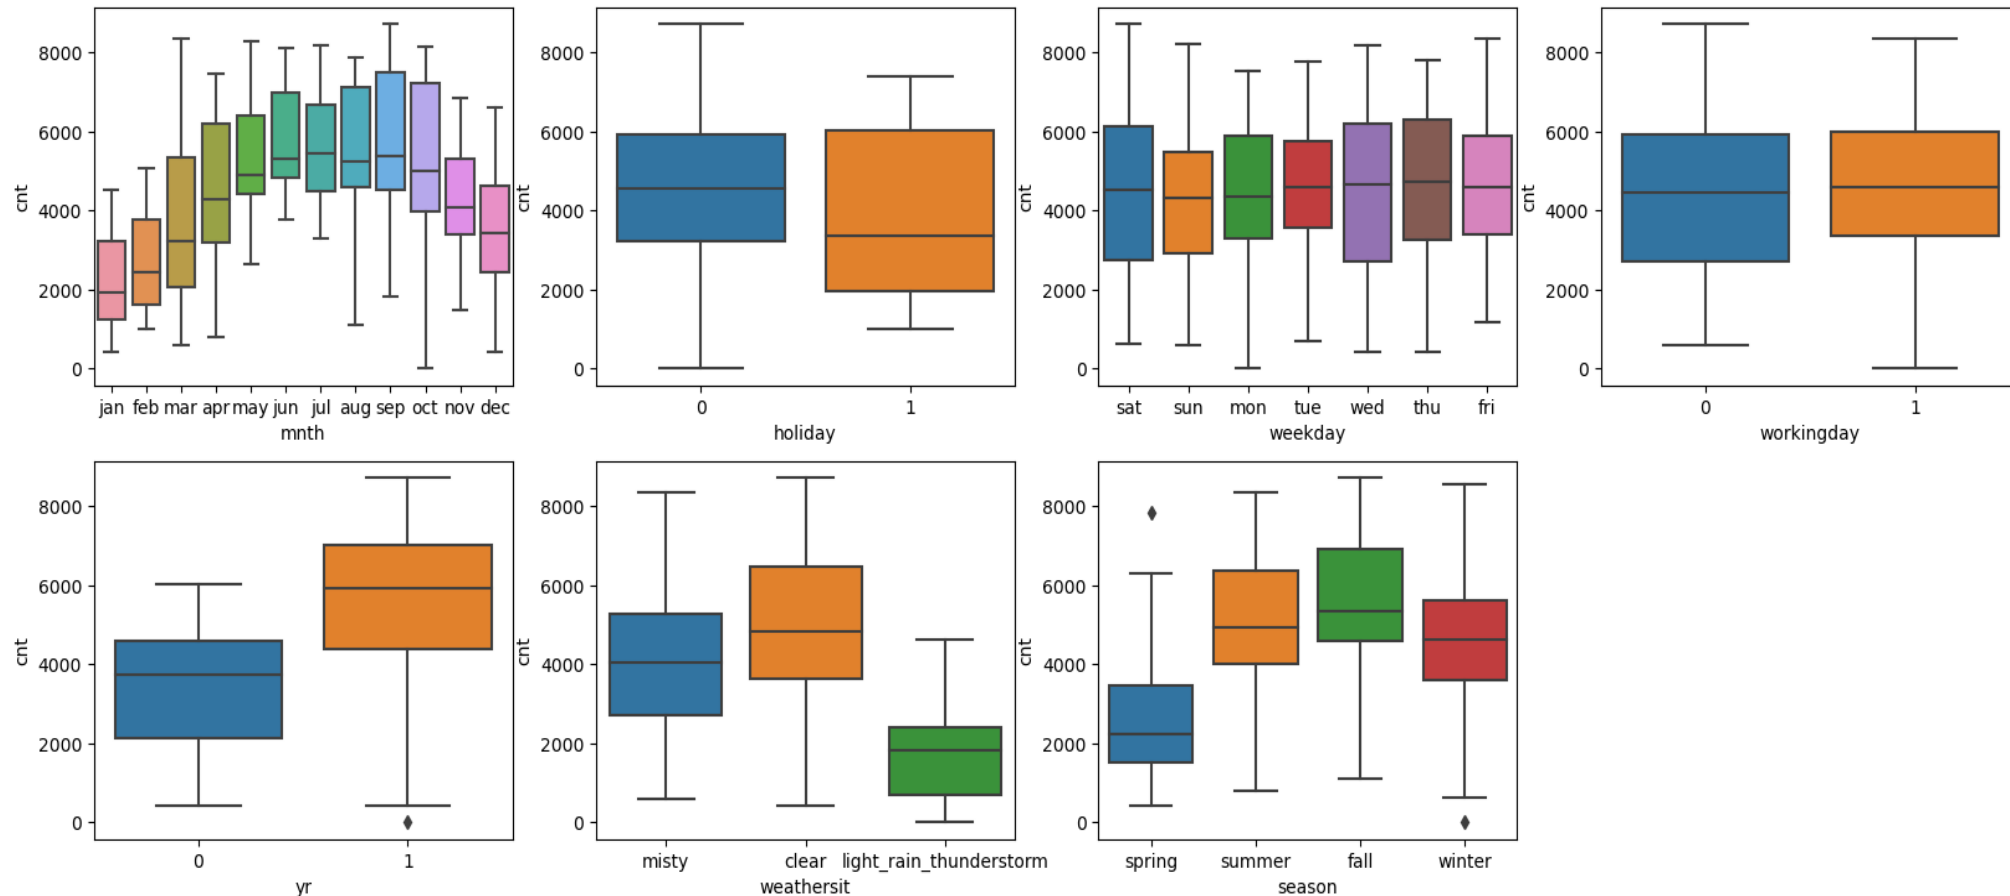 8000
6000
4000
2000
0
cnt
jan feb mar apr may jun jul aug sep oct nov dec
mnth
8000
6000
4000
2000
0
cnt
0 1
holiday
8000
6000
4000
2000
0
cnt
sat sun mon tue wed thu fri
weekday
8000
6000
4000
2000
0
cnt
0 1
workingday
8000
6000
4000
2000
0
cnt
0 1
yr
8000
6000
4000
2000
0
cnt
misty clear light_rain_thunderstorm
weathersit
8000
6000
4000
2000
0
cnt
spring summer fall winter
season